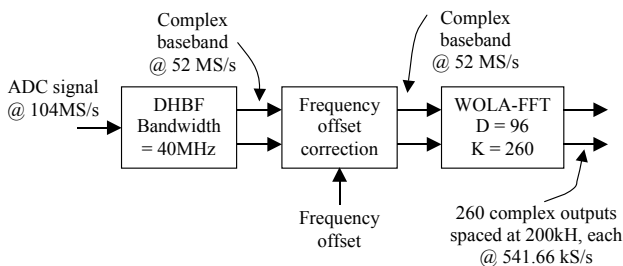 Complex
baseband
@ 52 MS/s
Complex
baseband
@ 52 MS/s
ADC signal
@ 104MS/s
DHBF
Bandwidth
= 40MHz
Frequency
offset
correction
WOLA-FFT
D = 96
K = 260
Frequency
offset
260 complex outputs
spaced at 200kH, each
@ 541.66 kS/s